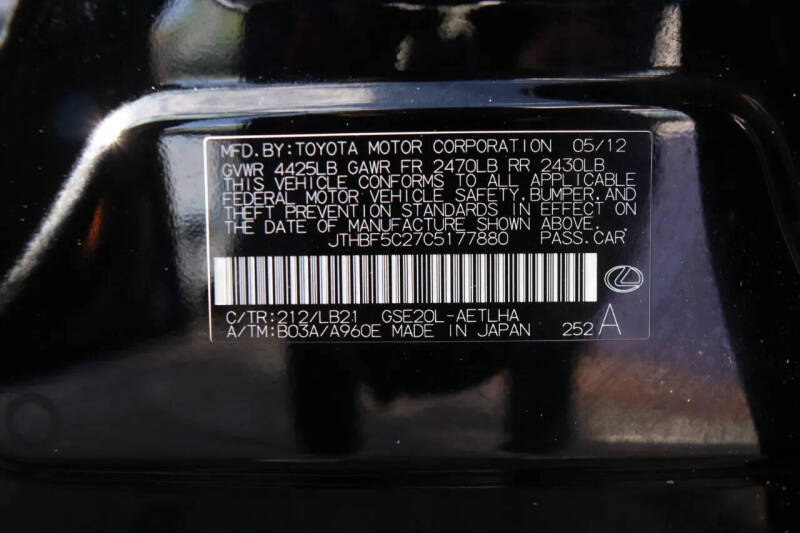 MFD.BY:TOYOTA MOTOR CORPORATION 05/12
GVWR 4425LB GAWR FR 2470LB RR 2430LB
THIS VEHICLE CONFORMS TO ALL APPLICABLE
FEDERAL MOTOR VEHICLE SAFETY,BUMPER,AND
THEFT PREVENTION STANDARDS IN EFFECT ON
THE DATE OF MANUFACTURE SHOWN ABOVE.
JTHBF5C27C5177880 PASS.CAR
C/TR:212/LB21 GSE20L-AETLHA
A/TM:B03A/A960E MADE IN JAPAN 252 A